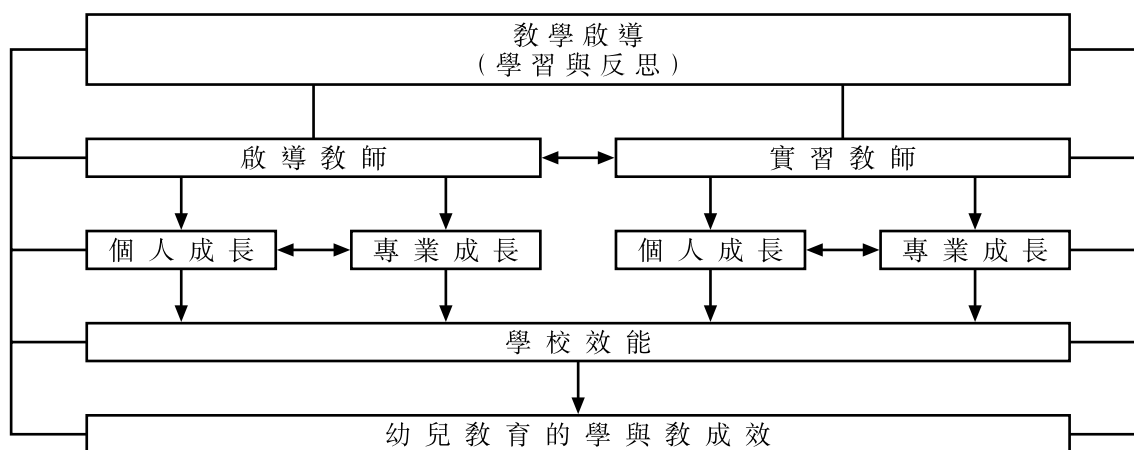 教學啟導
（學習與反思）
啟導教師
實習教師
個人成長
專業成長
個人成長
專業成長
學校效能
幼兒教育的學與教成效